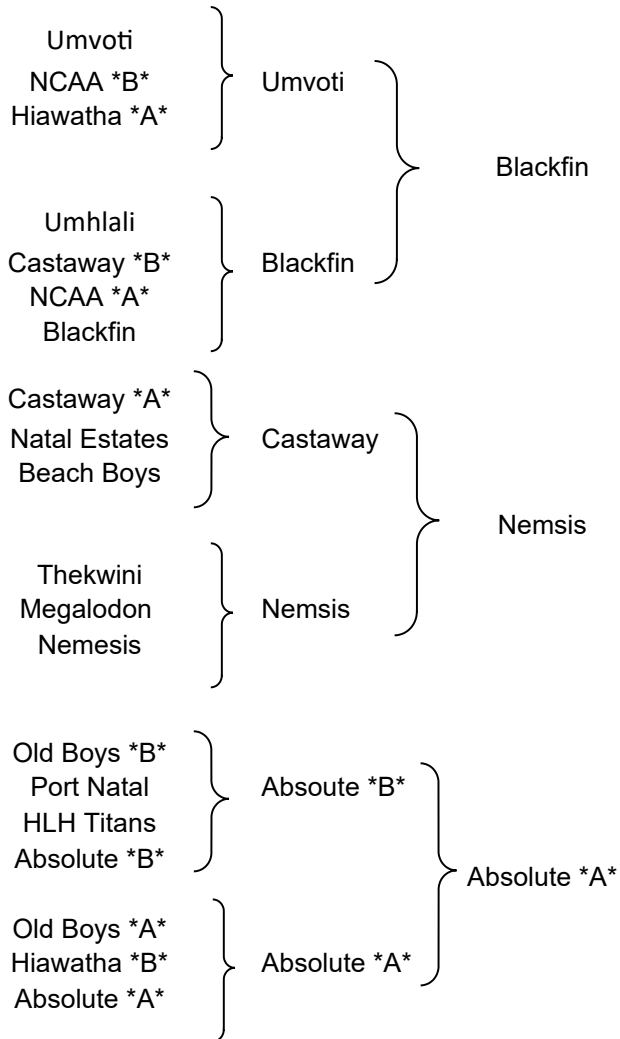 Umvoti
NCAA *B*
Hiawatha *A*
Umvoti
Blackfin
Umhlali
Castaway *B*
NCAA *A*
Blackfin
Blackfin
Castaway *A*
Natal Estates
Beach Boys
Castaway
Nemsis
Thekwini
Megalodon
Nemesis
Nemsis
Old Boys *B*
Port Natal
HLH Titans
Absolute *B*
Absoute *B*
Absolute *A*
Old Boys *A*
Hiawatha *B*
Absolute *A*
Absolute *A*